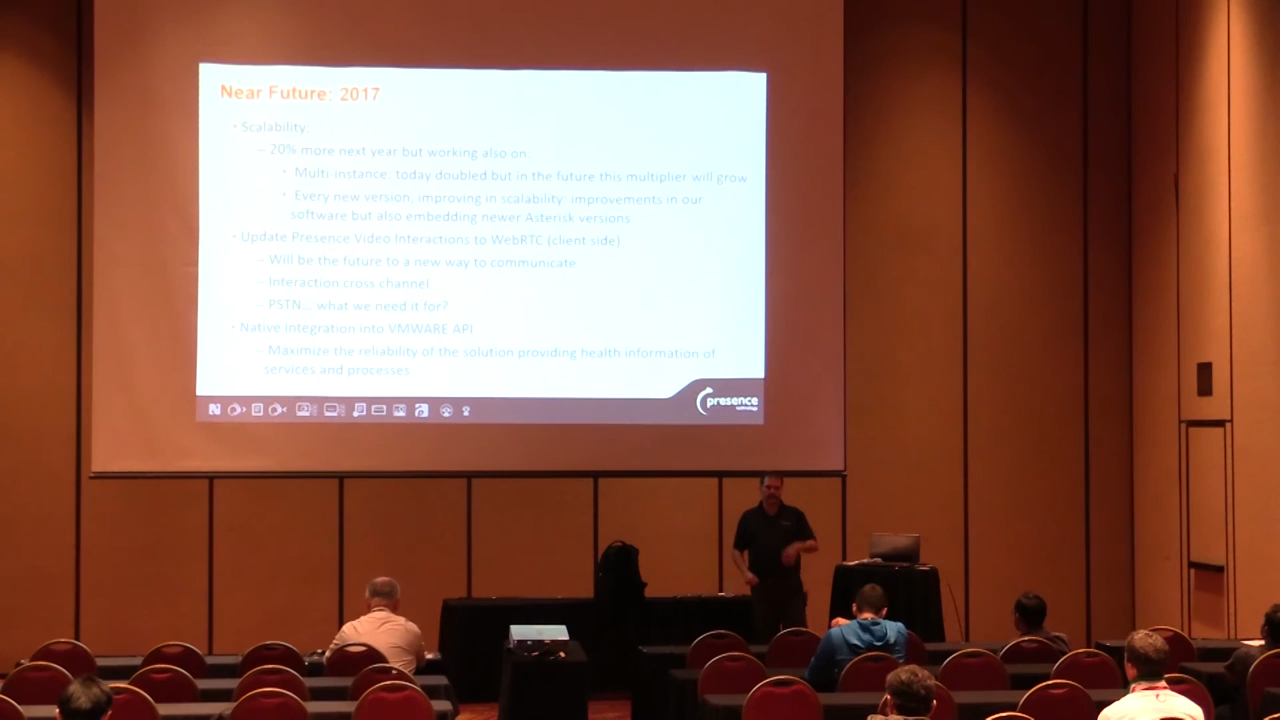 Near Future: 2017
• Scalability:
– 20% more next year but working also on:
• Multi-instance: today doubled but in the future this multiplier will grow
• Every new version, improving in scalability: improvements in our
software but also embedding newer Asterisk versions
• Update Presence Video Interactions to WebRTC (client side)
– Will be the future to a new way to communicate
– Interaction cross channel
– PSTN... what we need it for?
• Native integration into VMWARE API
– Maximize the reliability of the solution providing health information of
services and processes
presence
technology